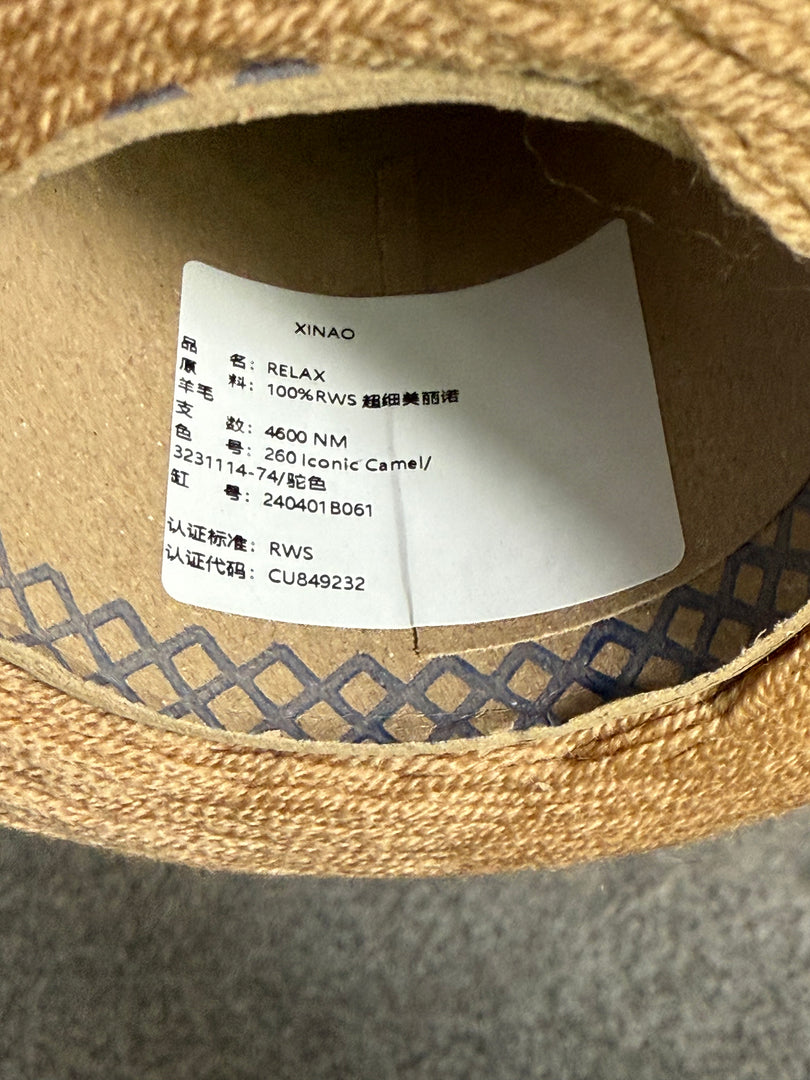 XINAO
品 名：RELAX
原 料：100%RWS 超细美丽诺
羊毛
支 数：4600 NM
色 号：260 Iconic Camel/
3231114-74/驼色
缸 号：240401B061
认证标准：RWS
认证代码：CU849232